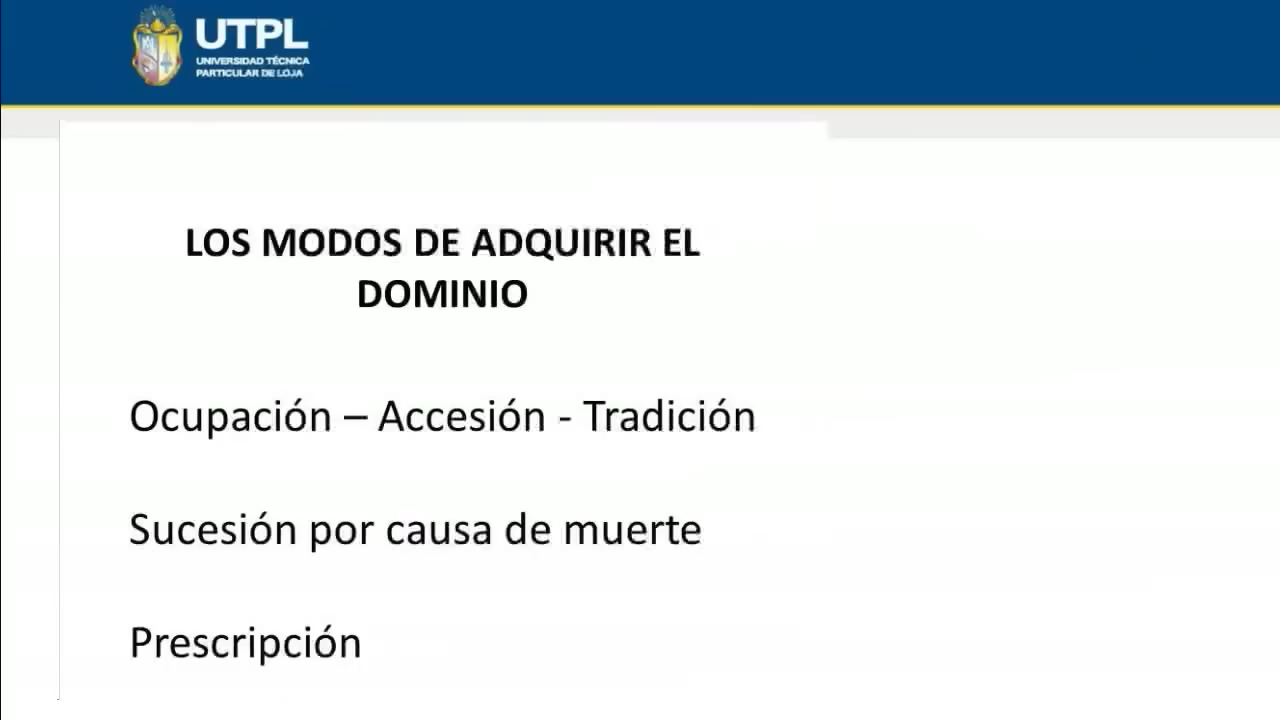 UTPL
UNIVERSIDAD TÉCNICA
PARTICULAR DE LOJA
LOS MODOS DE ADQUIRIR EL
DOMINIO
Ocupación – Accesión - Tradición
Sucesión por causa de muerte
Prescripción